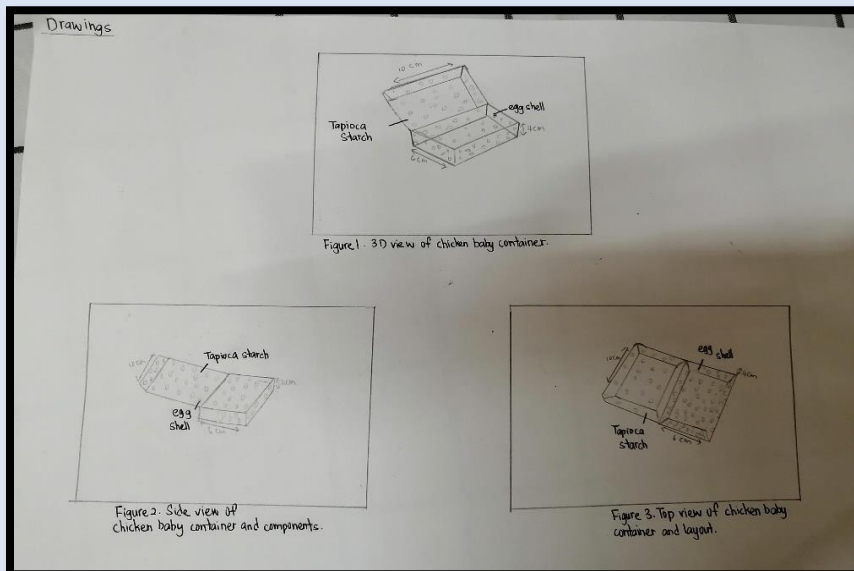 Drawings
10 cm
egg shell
Tapioca
Starch
4cm
6cm
Figure 1. 3D view of chicken baby container.
Tapioca starch
egg
shell
6 cm
Figure 2. Side view of
chicken baby container and components.
egg shell
10cm
4cm
Tapioca
starch
6 cm
Figure 3. Top view of chicken baby
container and layout.